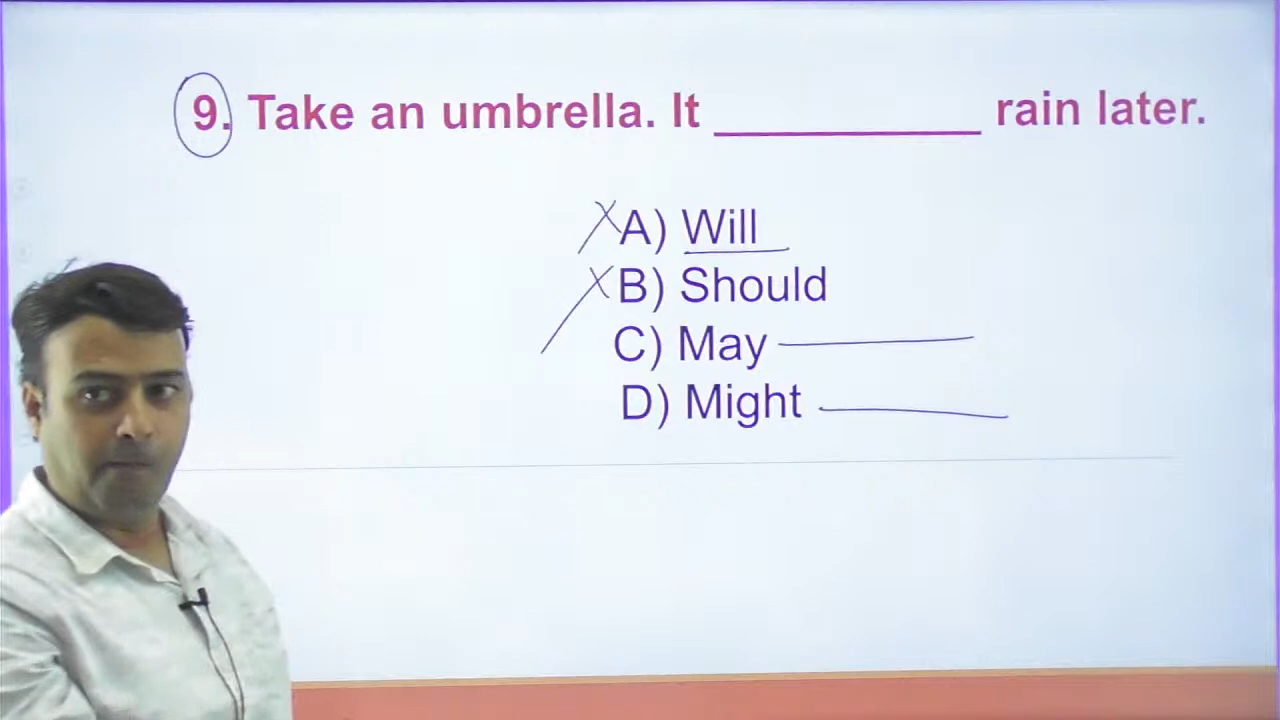 9. Take an umbrella. It __________ rain later.
A) Will
B) Should
C) May
D) Might